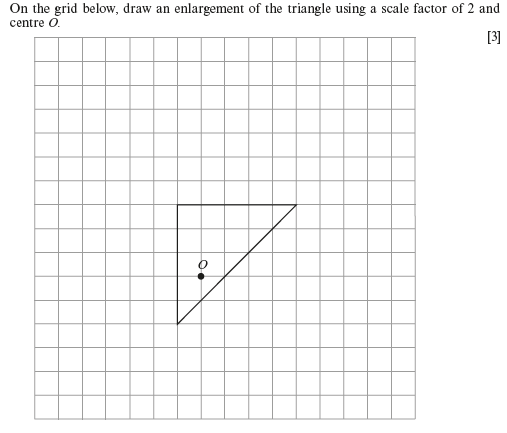 On the grid below, draw an enlargement of the triangle using a scale factor of 2 and
centre O.
[3]
O